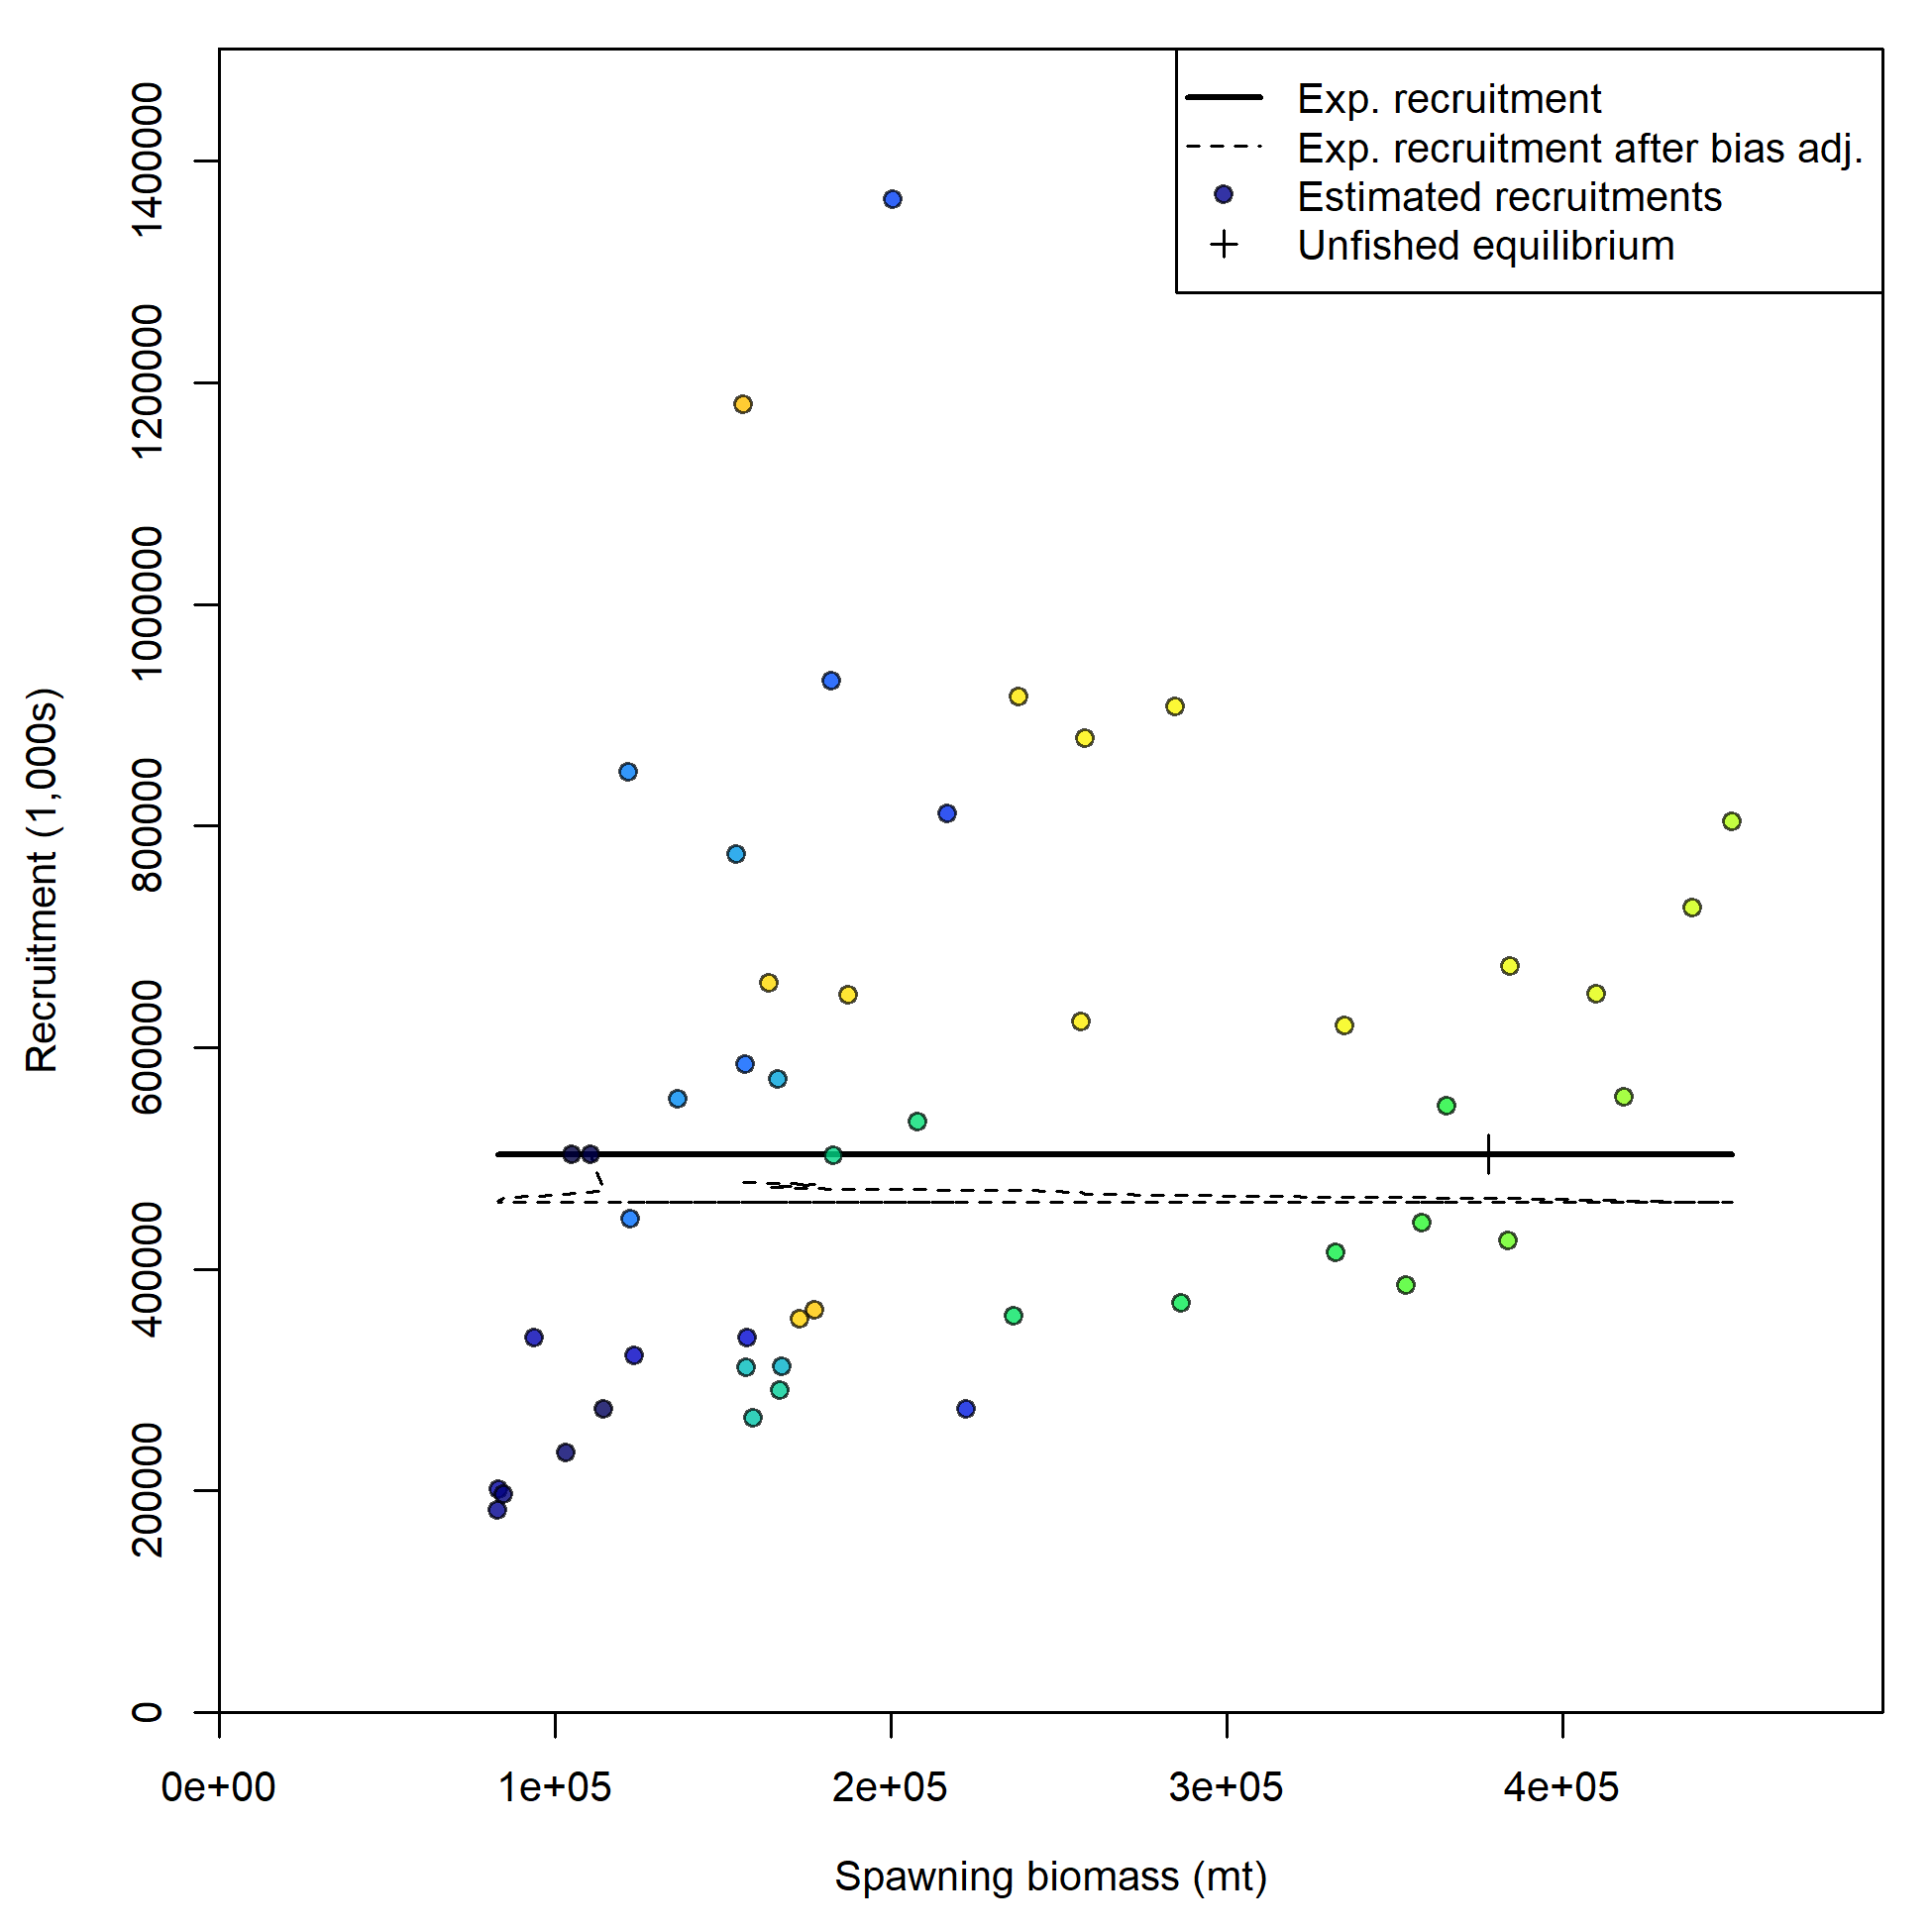 Exp. recruitment
Exp. recruitment after bias adj.
Estimated recruitments
Unfished equilibrium
Recruitment (1,000s)
1400000
1200000
1000000
800000
600000
400000
200000
0
0e+00 1e+05 2e+05 3e+05 4e+05
Spawning biomass (mt)